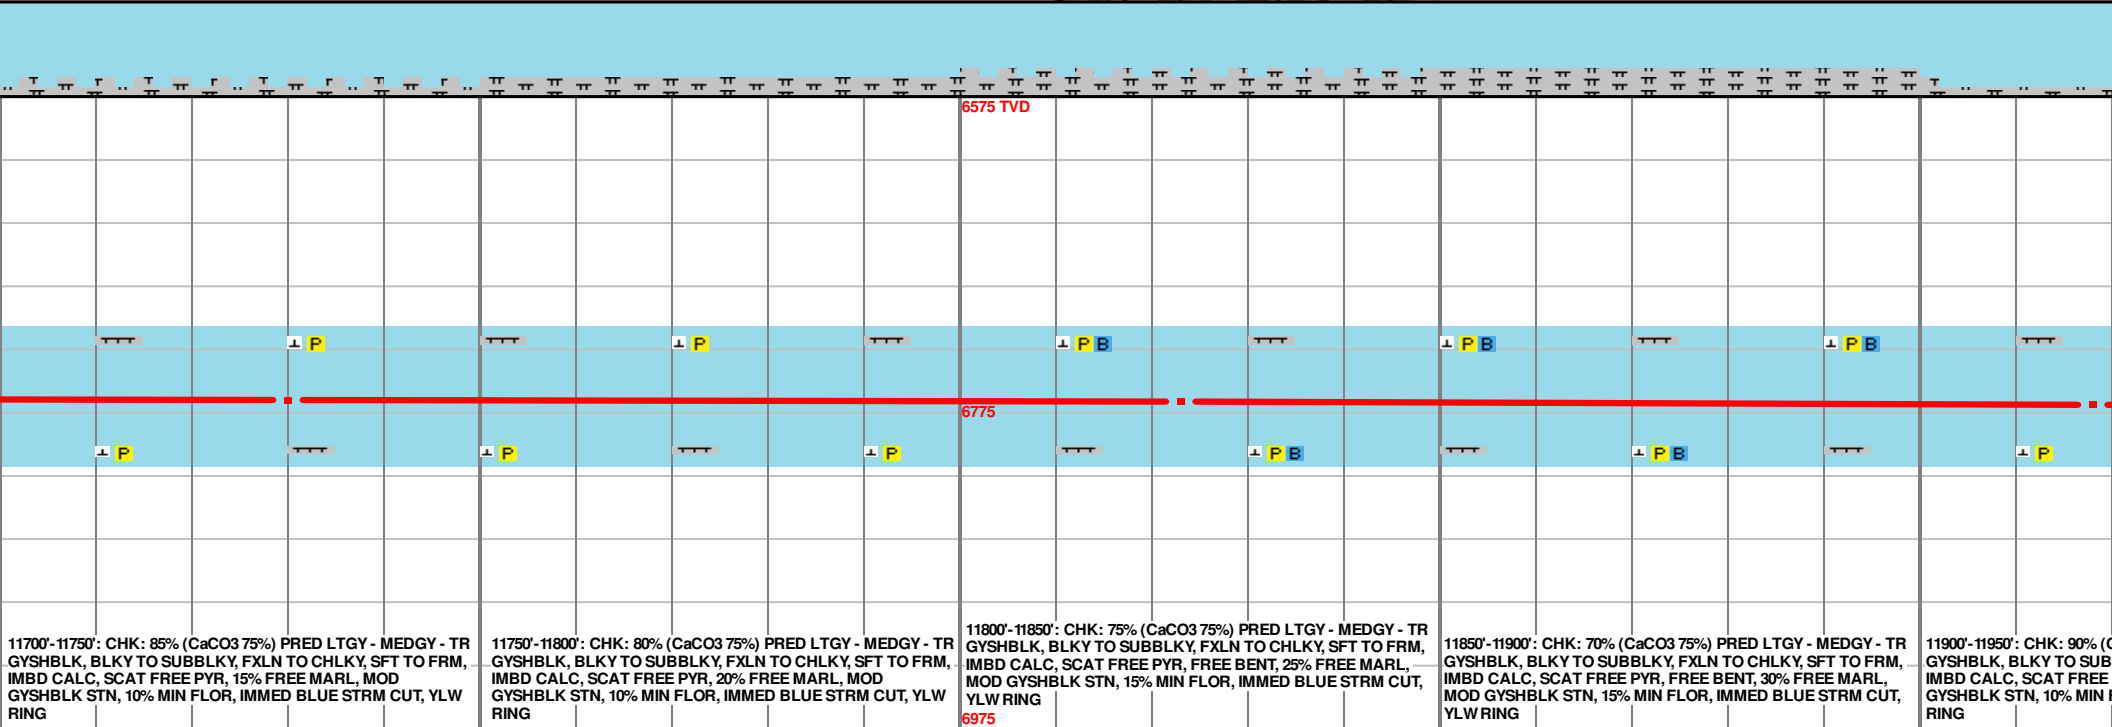 6575 TVD
P
P
P B
P B
P B
6775
P
P
P
P B
P B
P
11700'-11750': CHK: 85% (CaCO3 75%) PRED LTGY - MEDGY - TR
GYSHBLK, BLKY TO SUBBLKY, FXLN TO CHLKY, SFT TO FRM,
IMBD CALC, SCAT FREE PYR, 15% FREE MARL, MOD
GYSHBLK STN, 10% MIN FLOR, IMMED BLUE STRM CUT, YLW
RING
11750'-11800': CHK: 80% (CaCO3 75%) PRED LTGY - MEDGY - TR
GYSHBLK, BLKY TO SUBBLKY, FXLN TO CHLKY, SFT TO FRM,
IMBD CALC, SCAT FREE PYR, 20% FREE MARL, MOD
GYSHBLK STN, 10% MIN FLOR, IMMED BLUE STRM CUT, YLW
RING
11800'-11850': CHK: 75% (CaCO3 75%) PRED LTGY - MEDGY - TR
GYSHBLK, BLKY TO SUBBLKY, FXLN TO CHLKY, SFT TO FRM,
IMBD CALC, SCAT FREE PYR, FREE BENT, 25% FREE MARL,
MOD GYSHBLK STN, 15% MIN FLOR, IMMED BLUE STRM CUT,
YLW RING
6975
11850'-11900': CHK: 70% (CaCO3 75%) PRED LTGY - MEDGY - TR
GYSHBLK, BLKY TO SUBBLKY, FXLN TO CHLKY, SFT TO FRM,
IMBD CALC, SCAT FREE PYR, FREE BENT, 30% FREE MARL,
MOD GYSHBLK STN, 15% MIN FLOR, IMMED BLUE STRM CUT,
YLW RING
11900'-11950': CHK: 90%
GYSHBLK, BLKY TO
IMBD CALC, SCAT FREE
GYSHBLK STN, 10% MIN
RING